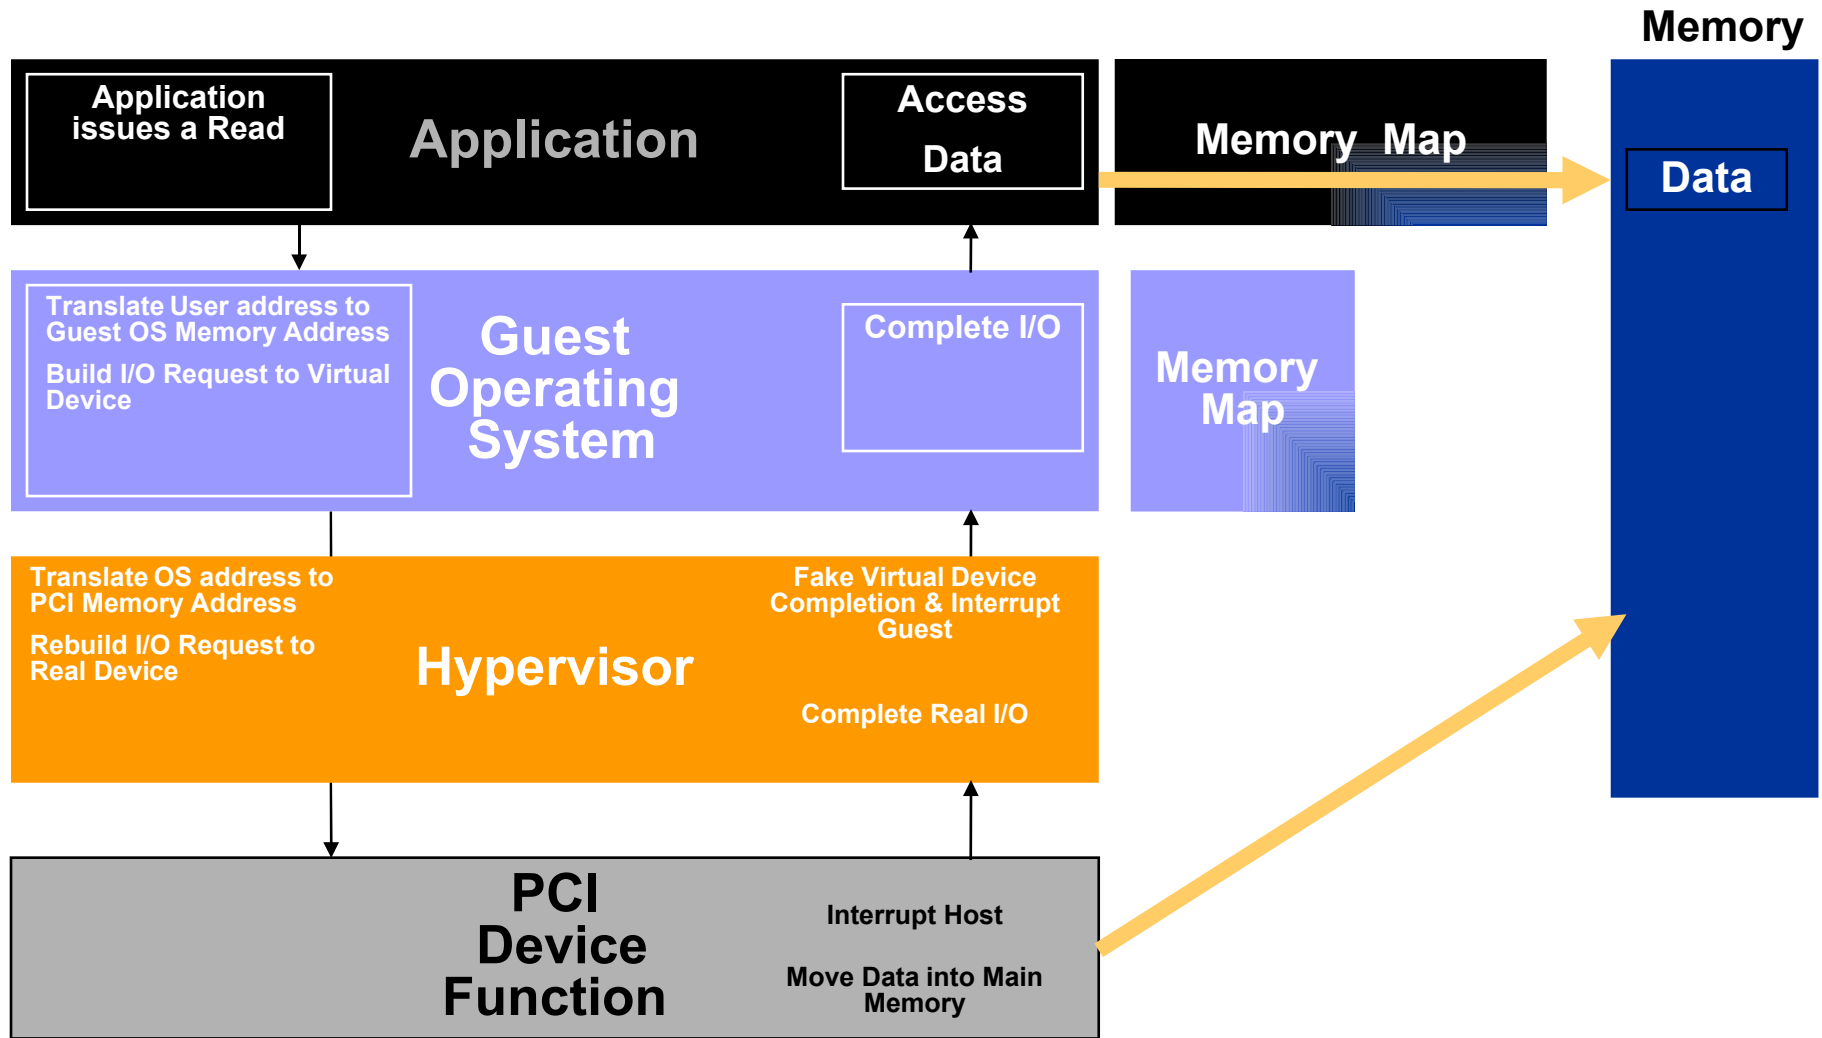 Memory
Application
issues a Read
Application
Access
Data
Memory Map
Data
Translate User address to
Guest OS Memory Address
Build I/O Request to Virtual
Device
Guest
Operating
System
Complete I/O
Memory
Map
Translate OS address to
PCI Memory Address
Rebuild I/O Request to
Real Device
Hypervisor
Fake Virtual Device
Completion & Interrupt
Guest
Complete Real I/O
PCI
Device
Function
Interrupt Host
Move Data into Main
Memory